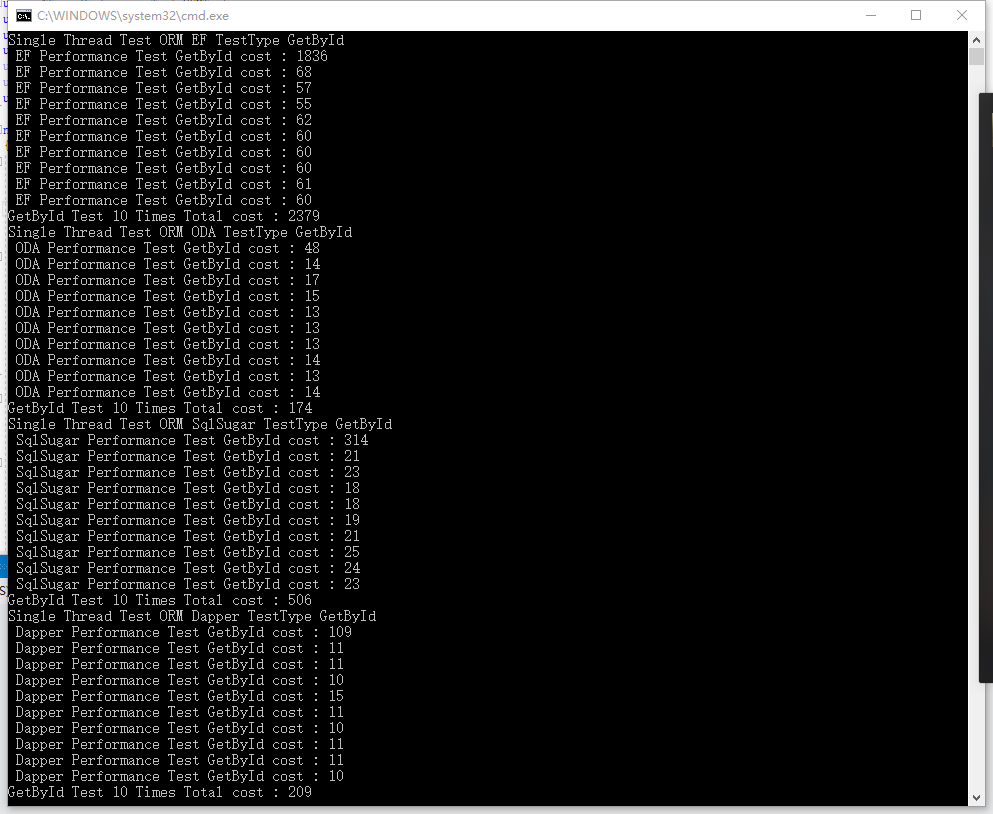 C:\WINDOWS\system32\cmd.exe
Single Thread Test ORM EF TestType GetById
EF Performance Test GetById cost : 1836
EF Performance Test GetById cost : 68
EF Performance Test GetById cost : 57
EF Performance Test GetById cost : 55
EF Performance Test GetById cost : 62
EF Performance Test GetById cost : 60
EF Performance Test GetById cost : 60
EF Performance Test GetById cost : 60
EF Performance Test GetById cost : 61
EF Performance Test GetById cost : 60
GetById Test 10 Times Total cost : 2379
Single Thread Test ORM ODA TestType GetById
ODA Performance Test GetById cost : 48
ODA Performance Test GetById cost : 14
ODA Performance Test GetById cost : 17
ODA Performance Test GetById cost : 15
ODA Performance Test GetById cost : 13
ODA Performance Test GetById cost : 13
ODA Performance Test GetById cost : 13
ODA Performance Test GetById cost : 14
ODA Performance Test GetById cost : 13
ODA Performance Test GetById cost : 14
GetById Test 10 Times Total cost : 174
Single Thread Test ORM SqlSugar TestType GetById
SqlSugar Performance Test GetById cost : 314
SqlSugar Performance Test GetById cost : 21
SqlSugar Performance Test GetById cost : 23
SqlSugar Performance Test GetById cost : 18
SqlSugar Performance Test GetById cost : 18
SqlSugar Performance Test GetById cost : 19
SqlSugar Performance Test GetById cost : 21
SqlSugar Performance Test GetById cost : 25
SqlSugar Performance Test GetById cost : 24
SqlSugar Performance Test GetById cost : 23
GetById Test 10 Times Total cost : 506
Single Thread Test ORM Dapper TestType GetById
Dapper Performance Test GetById cost : 109
Dapper Performance Test GetById cost : 11
Dapper Performance Test GetById cost : 11
Dapper Performance Test GetById cost : 10
Dapper Performance Test GetById cost : 15
Dapper Performance Test GetById cost : 11
Dapper Performance Test GetById cost : 10
Dapper Performance Test GetById cost : 11
Dapper Performance Test GetById cost : 11
Dapper Performance Test GetById cost : 10
GetById Test 10 Times Total cost : 209